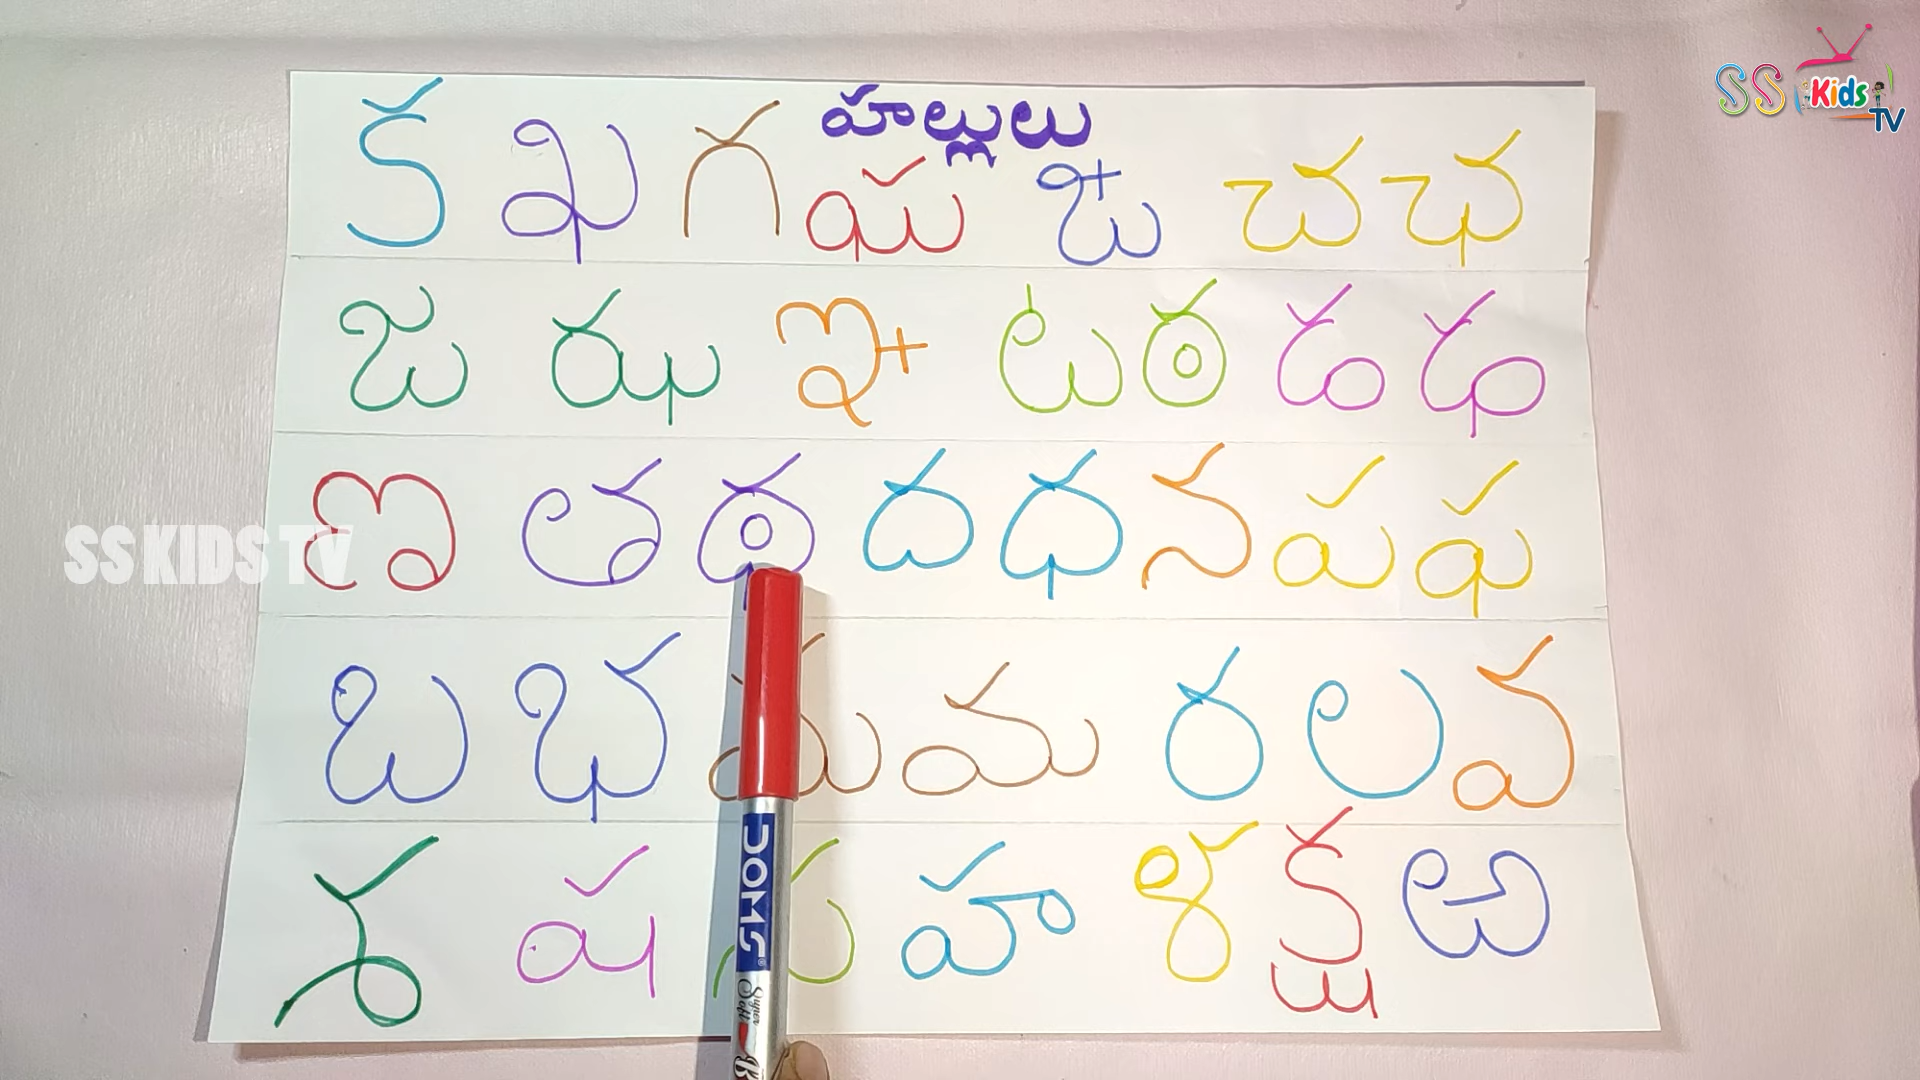 హల్లులు
క ఖ గ ఘ ఙ చ ఛ
జ ఝ ఞ ట ఠ డ ఢ
ణ త థ ద ధ న ప ఫ
బ భ మ య ర ల వ
శ ష స హ ళ క్ష ఱ
SS Kids TV
SS KIDS TV
DOMS